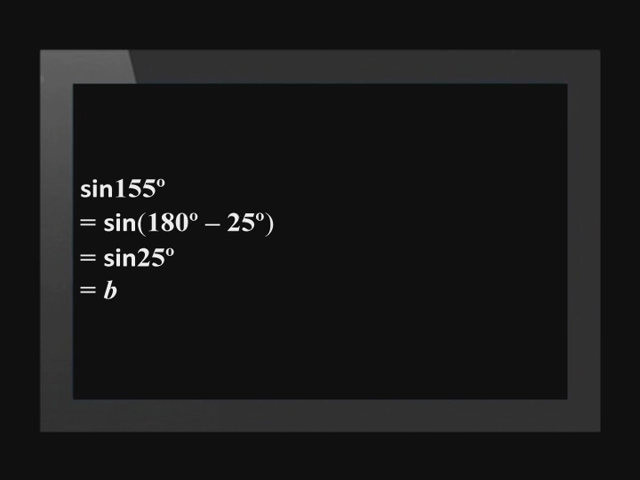 sin155º
= sin(180º – 25º)
= sin25º
= b